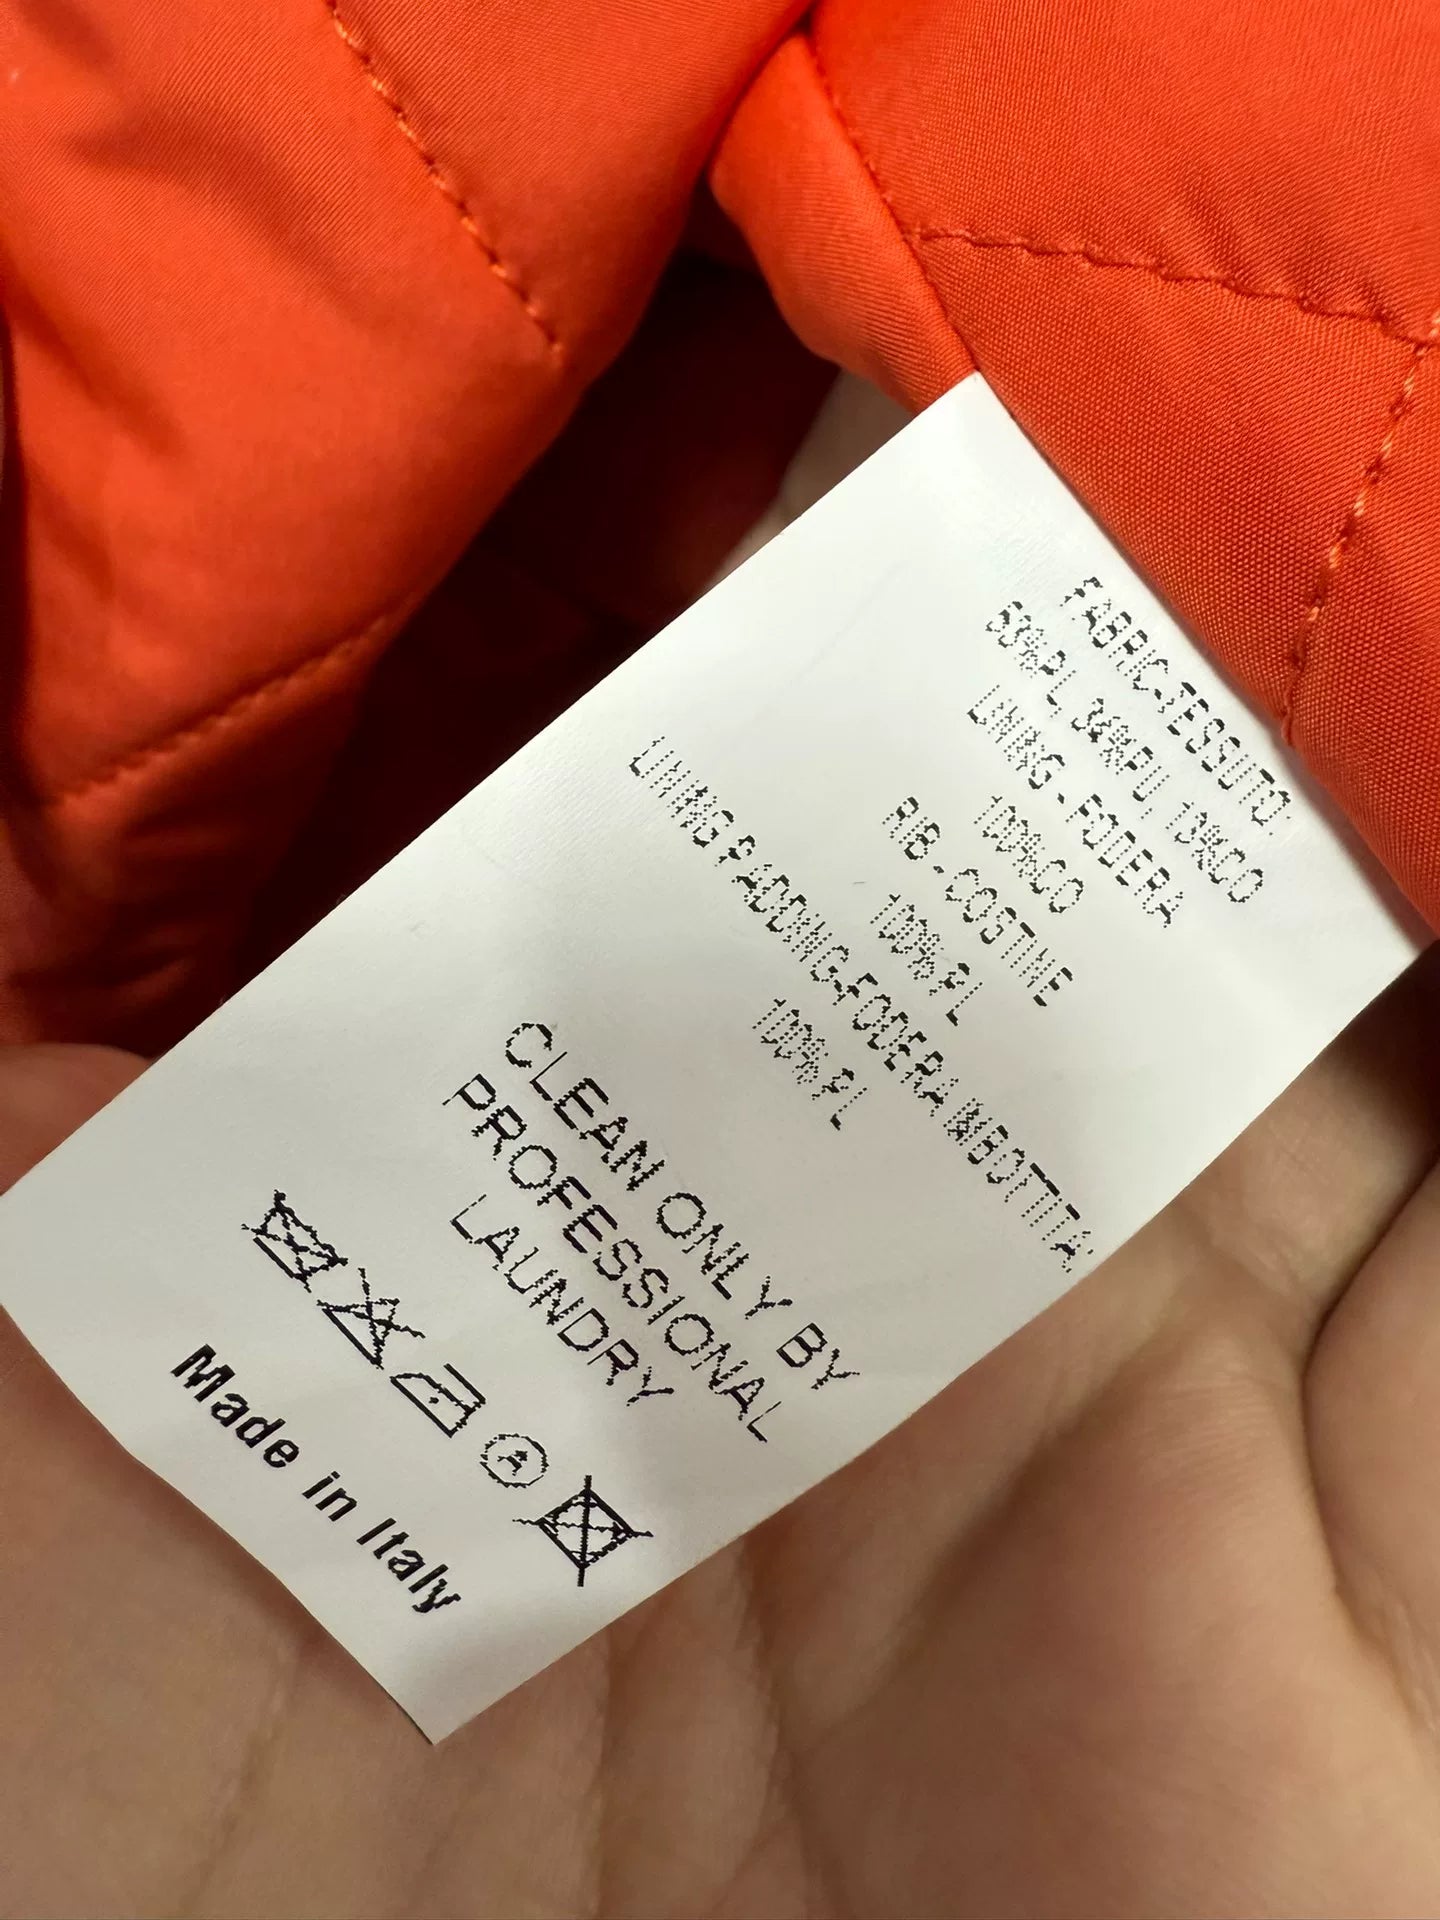 FABRIC-TESSUTO:
53%PL, 34%PU, 13%CO
LINING - FODERA
100%CO
RIB - COSTINE
100% PL
LINING PADDING-FODERA IMBOTTITA:
100% PL
CLEAN ONLY BY
PROFESSIONAL
LAUNDRY
A
Made in Italy